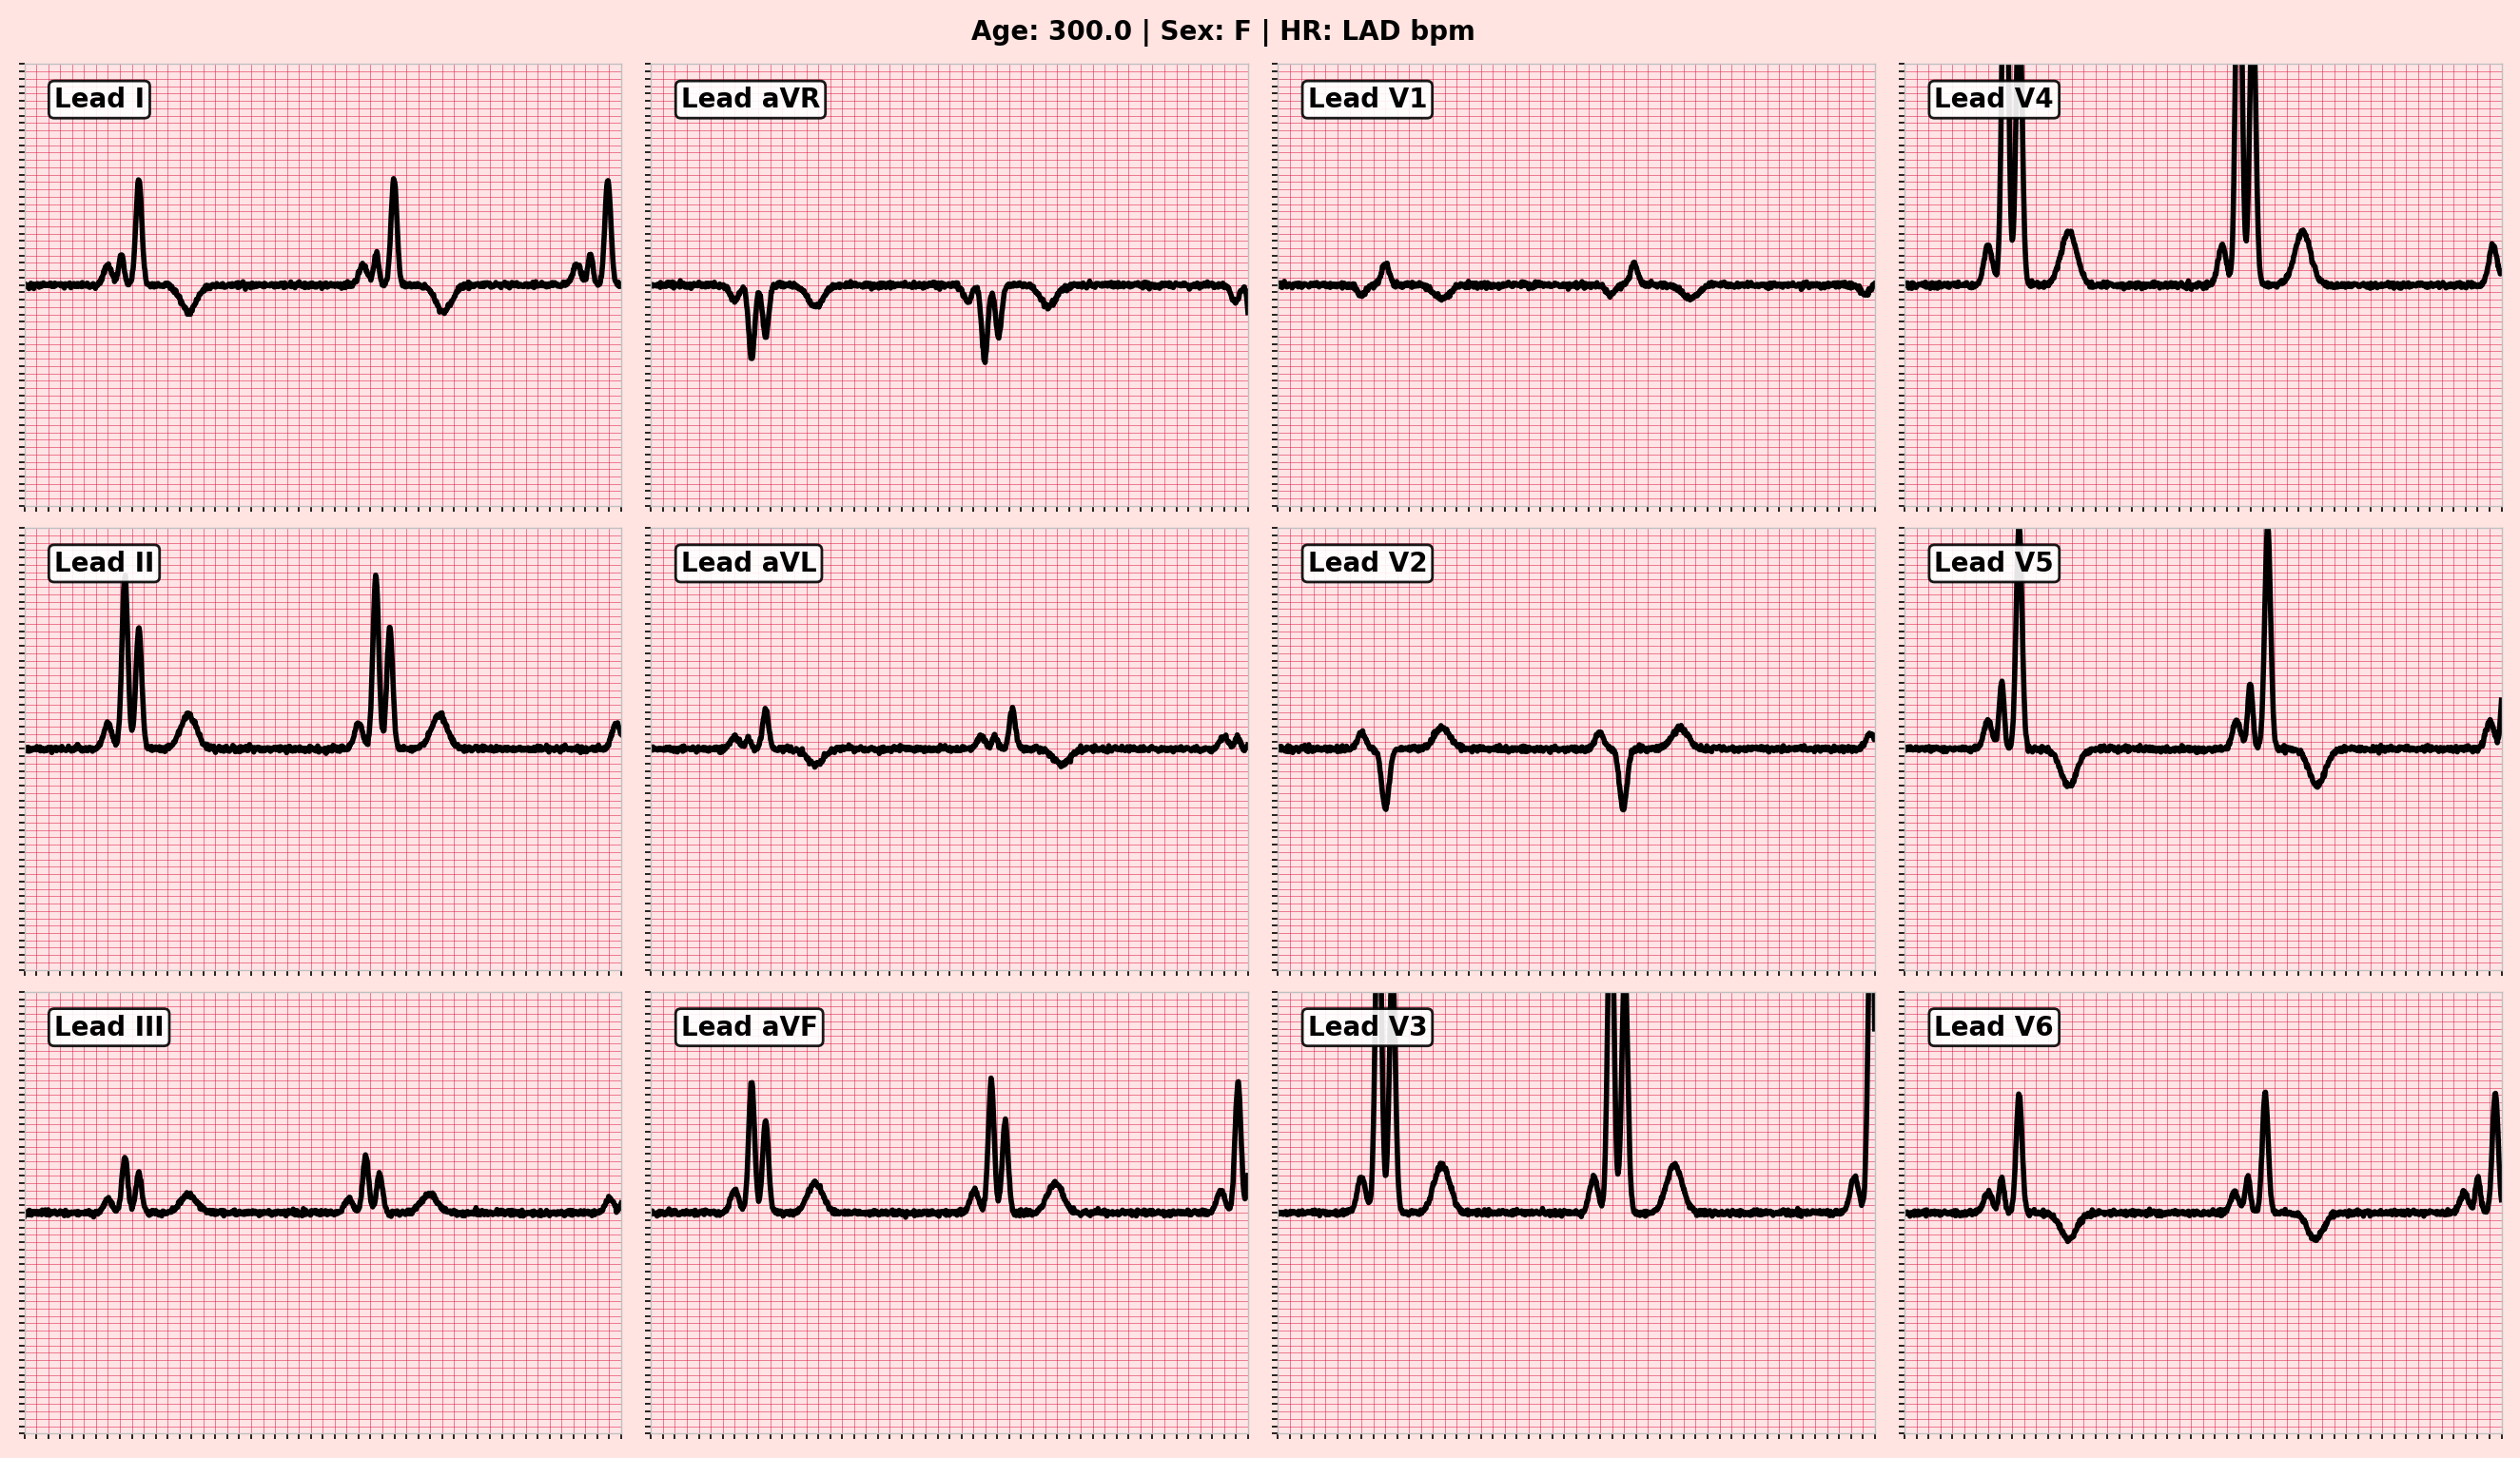 Age: 300.0 | Sex: F | HR: LAD bpm
Lead I
Lead aVR
Lead V1
Lead V4
Lead II
Lead aVL
Lead V2
Lead V5
Lead III
Lead aVF
Lead V3
Lead V6